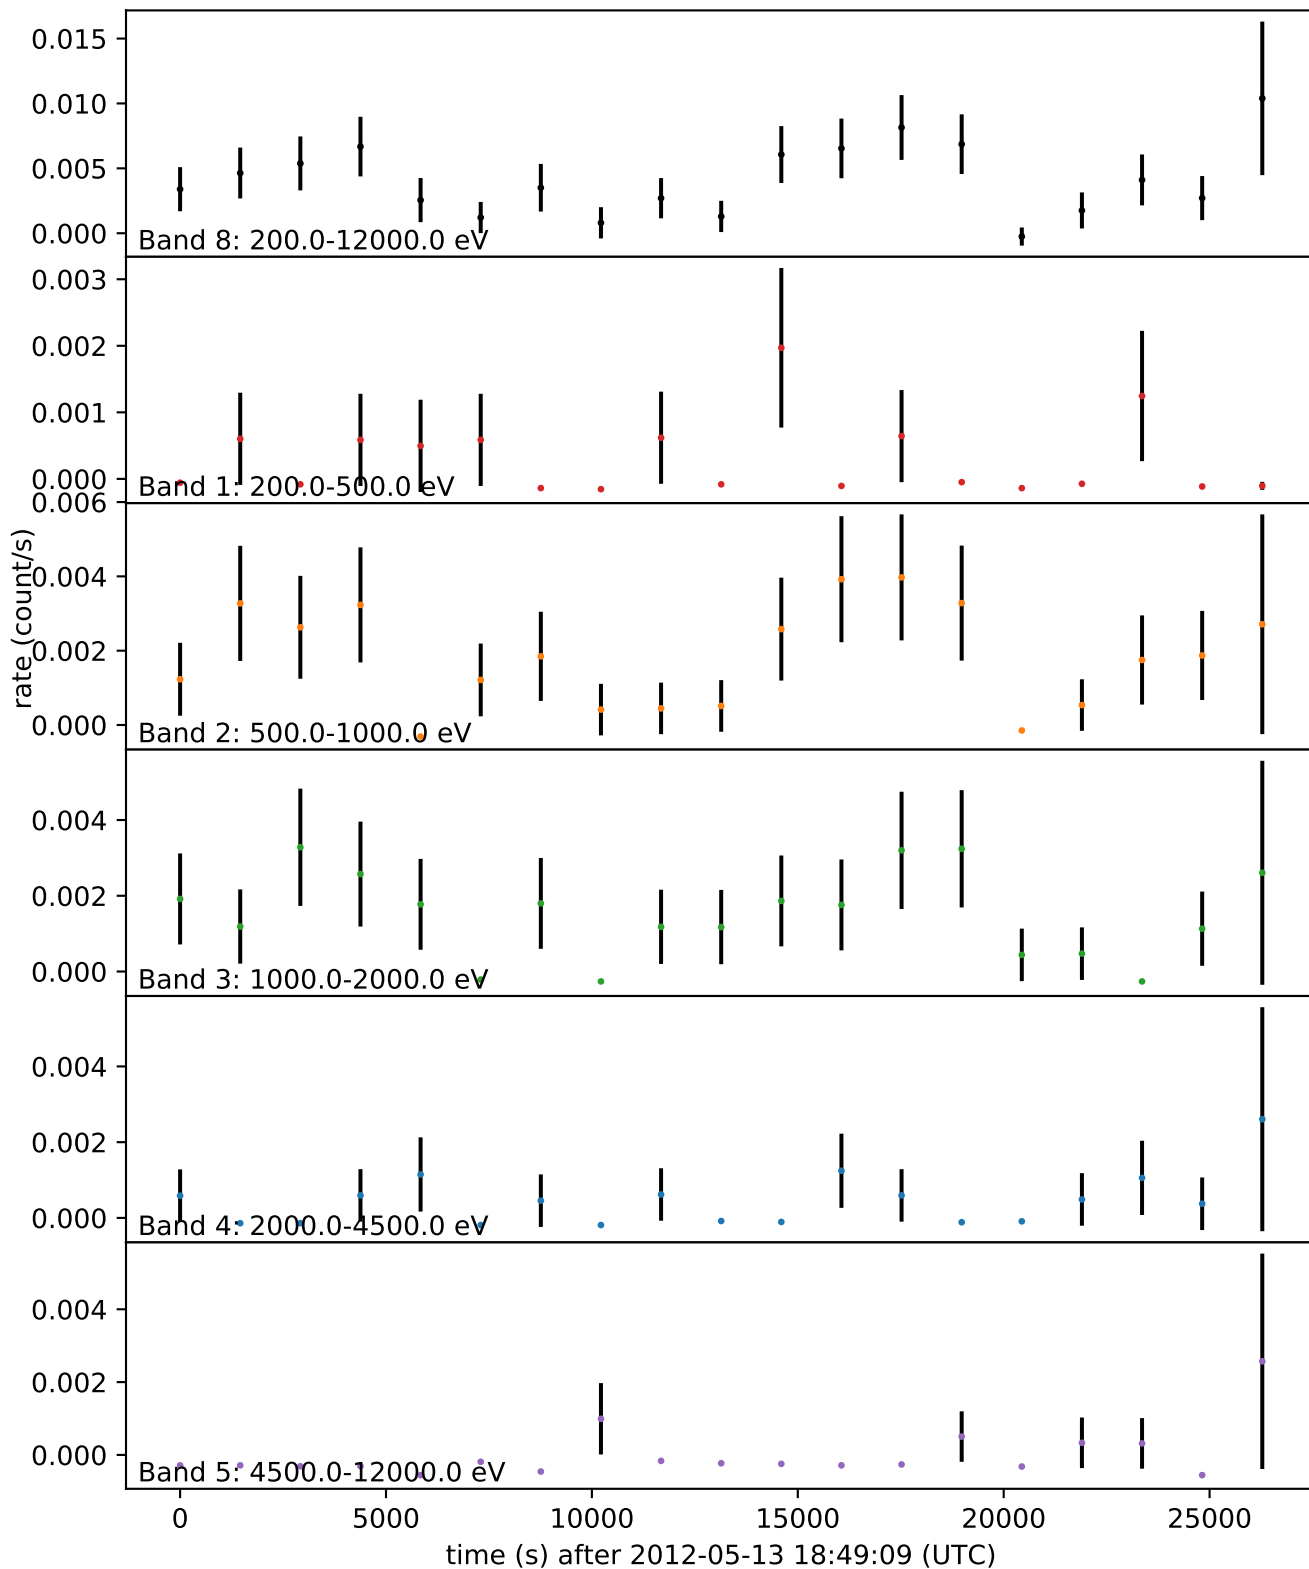 0.015
0.010
0.005
0.000
Band 8: 200.0-12000.0 eV
0.003
0.002
0.001
0.000
Band 1: 200.0-500.0 eV
rate (count/s)
0.006
0.004
0.002
0.000
Band 2: 500.0-1000.0 eV
0.004
0.002
0.000
Band 3: 1000.0-2000.0 eV
0.004
0.002
0.000
Band 4: 2000.0-4500.0 eV
0.004
0.002
0.000
Band 5: 4500.0-12000.0 eV
0 5000 10000 15000 20000 25000
time (s) after 2012-05-13 18:49:09 (UTC)